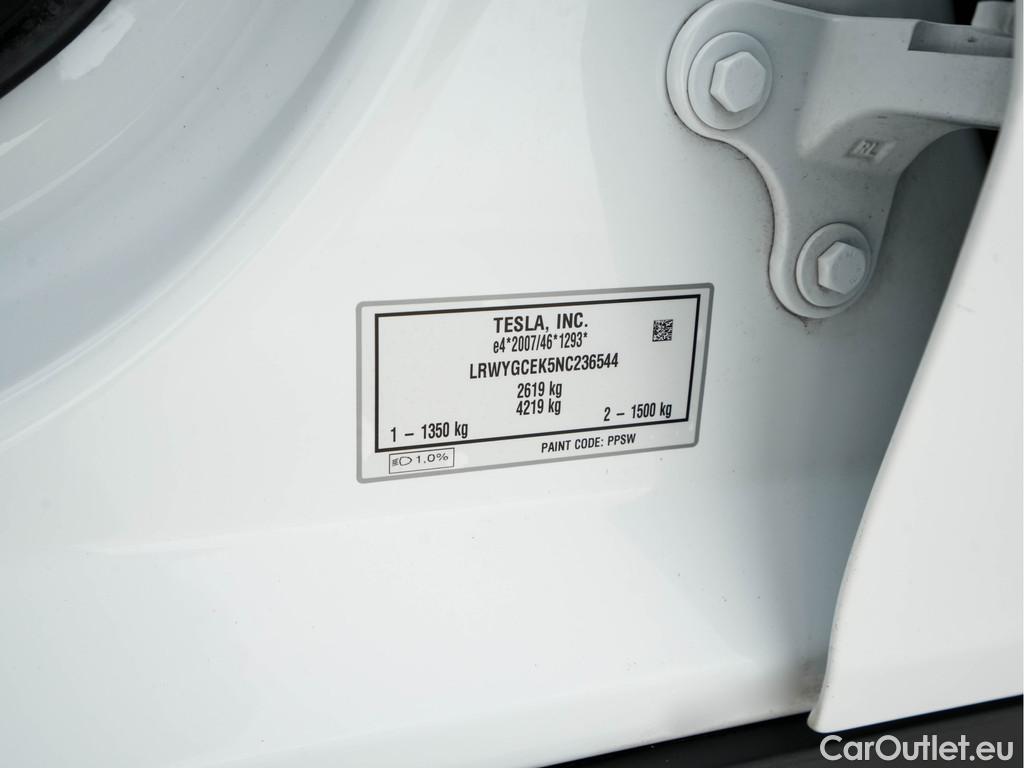 RL
TESLA, INC.
e4*2007/46*1293*
LRWYGCEK5NC236544
2619 kg
4219 kg
1 – 1350 kg
2 – 1500 kg
1,0%
PAINT CODE: PPSW
CarOutlet.eu